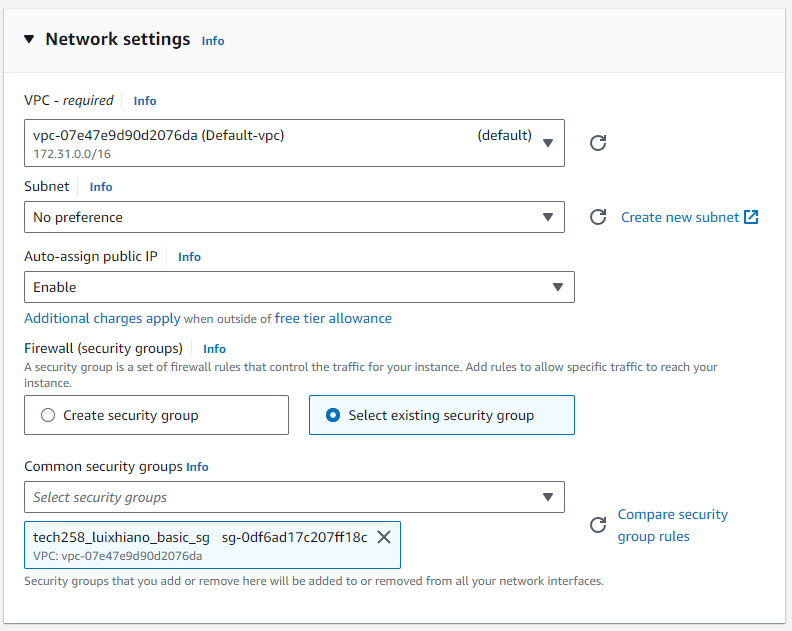 Network settings Info
VPC - required Info
vpc-07e47e9d90d2076da (Default-vpc) (default)
172.31.0.0/16
Subnet Info
No preference
Create new subnet
Auto-assign public IP Info
Enable
Additional charges apply when outside of free tier allowance
Firewall (security groups) Info
A security group is a set of firewall rules that control the traffic for your instance. Add rules to allow specific traffic to reach your
instance.
Create security group
Select existing security group
Common security groups Info
Select security groups
tech258_luixhiano_basic_sg sg-0df6ad17c207ff18c
VPC: vpc-07e47e9d90d2076da
Compare security
group rules
Security groups that you add or remove here will be added to or removed from all your network interfaces.